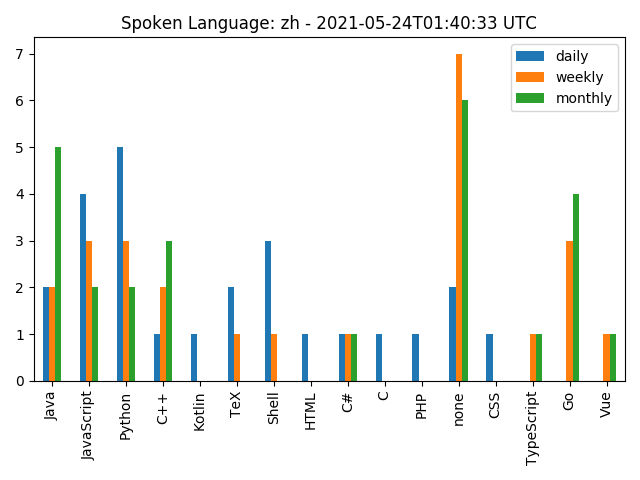 Spoken Language: zh - 2021-05-24T01:40:33 UTC
daily
weekly
monthly
7
6
5
4
3
2
1
0
Java
JavaScript
Python
C++
Kotlin
TeX
Shell
HTML
C#
C
PHP
none
CSS
TypeScript
Go
Vue